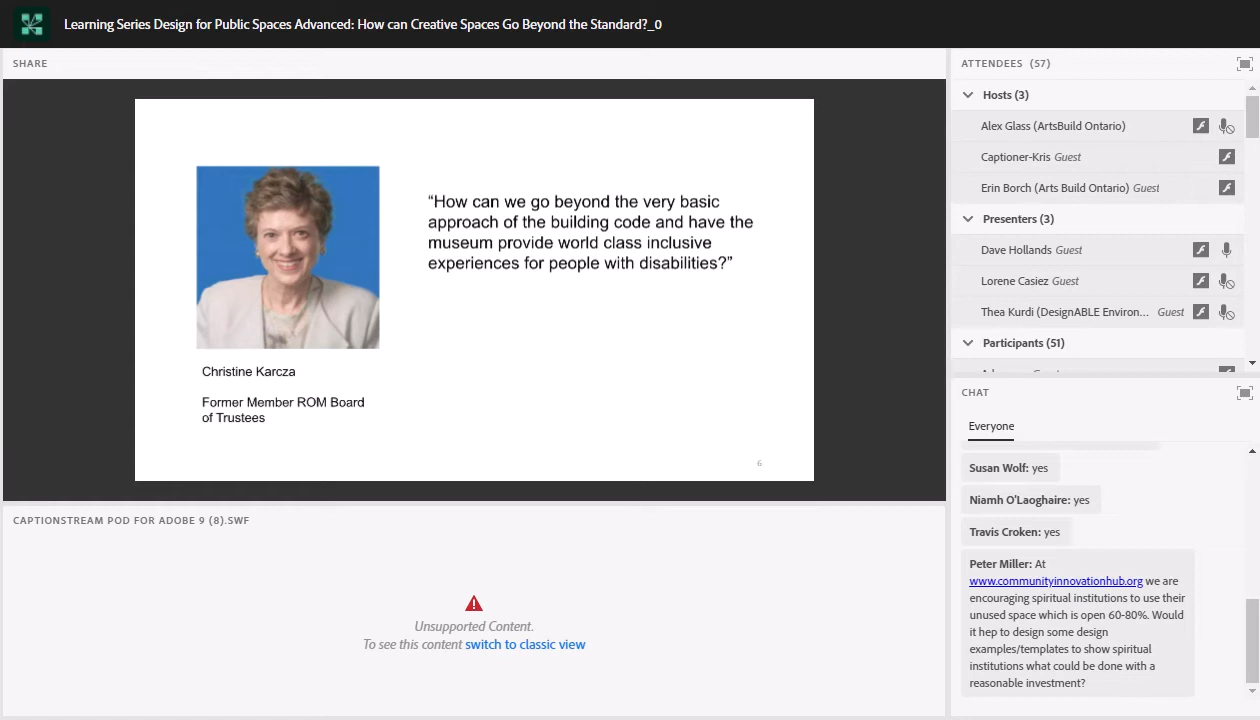 Learning Series Design for Public Spaces Advanced: How can Creative Spaces Go Beyond the Standard?_0
SHARE
“How can we go beyond the very basic
approach of the building code and have the
museum provide world class inclusive
experiences for people with disabilities?”
Christine Karcza
Former Member ROM Board
of Trustees
6
CAPTIONSTREAM POD FOR ADOBE 9 (8).SWF
Unsupported Content.
To see this content switch to classic view
ATTENDEES (57)
Hosts (3)
Alex Glass (ArtsBuild Ontario)
Captioner-Kris Guest
Erin Borch (Arts Build Ontario) Guest
Presenters (3)
Dave Hollands Guest
Lorene Casiez Guest
Thea Kurdi (DesignABLE Environ... Guest
Participants (51)
CHAT
Everyone
Susan Wolf: yes
Niamh O'Laoghaire: yes
Travis Croken: yes
Peter Miller: At
www.communityinnovationhub.org we are
encouraging spiritual institutions to use their
unused space which is open 60-80%. Would
it hep to design some design
examples/templates to show spiritual
institutions what could be done with a
reasonable investment?